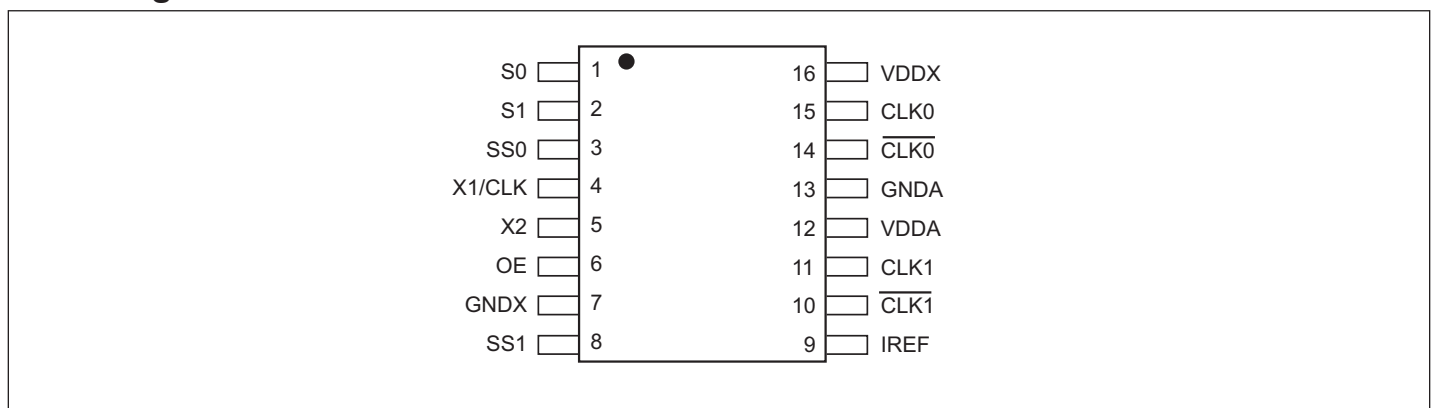 S0 1 16 VDDX
S1 2 15 CLK0
SS0 3 14 CLK0
X1/CLK 4 13 GNDA
X2 5 12 VDDA
OE 6 11 CLK1
GNDX 7 10 CLK1
SS1 8 9 IREF